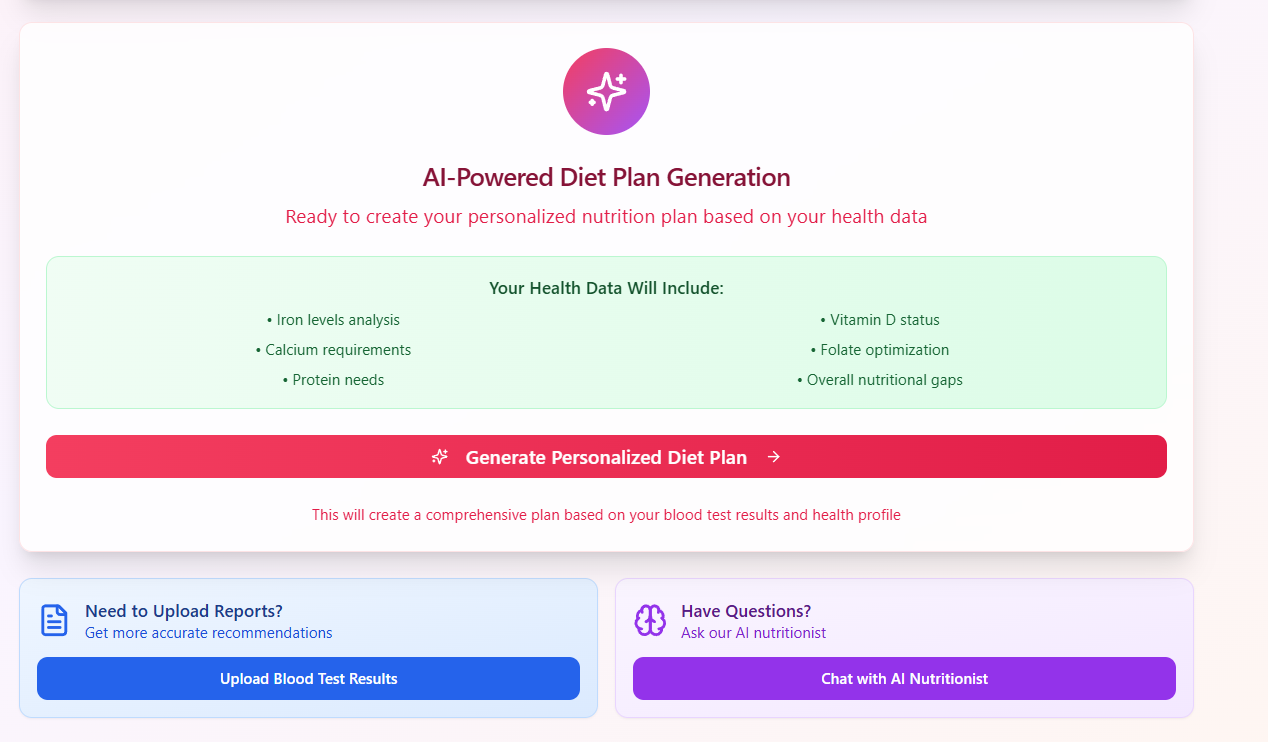 AI-Powered Diet Plan Generation
Ready to create your personalized nutrition plan based on your health data
Your Health Data Will Include:
• Iron levels analysis
• Vitamin D status
• Calcium requirements
• Folate optimization
• Protein needs
• Overall nutritional gaps
Generate Personalized Diet Plan
This will create a comprehensive plan based on your blood test results and health profile
Need to Upload Reports?
Get more accurate recommendations
Upload Blood Test Results
Have Questions?
Ask our AI nutritionist
Chat with AI Nutritionist